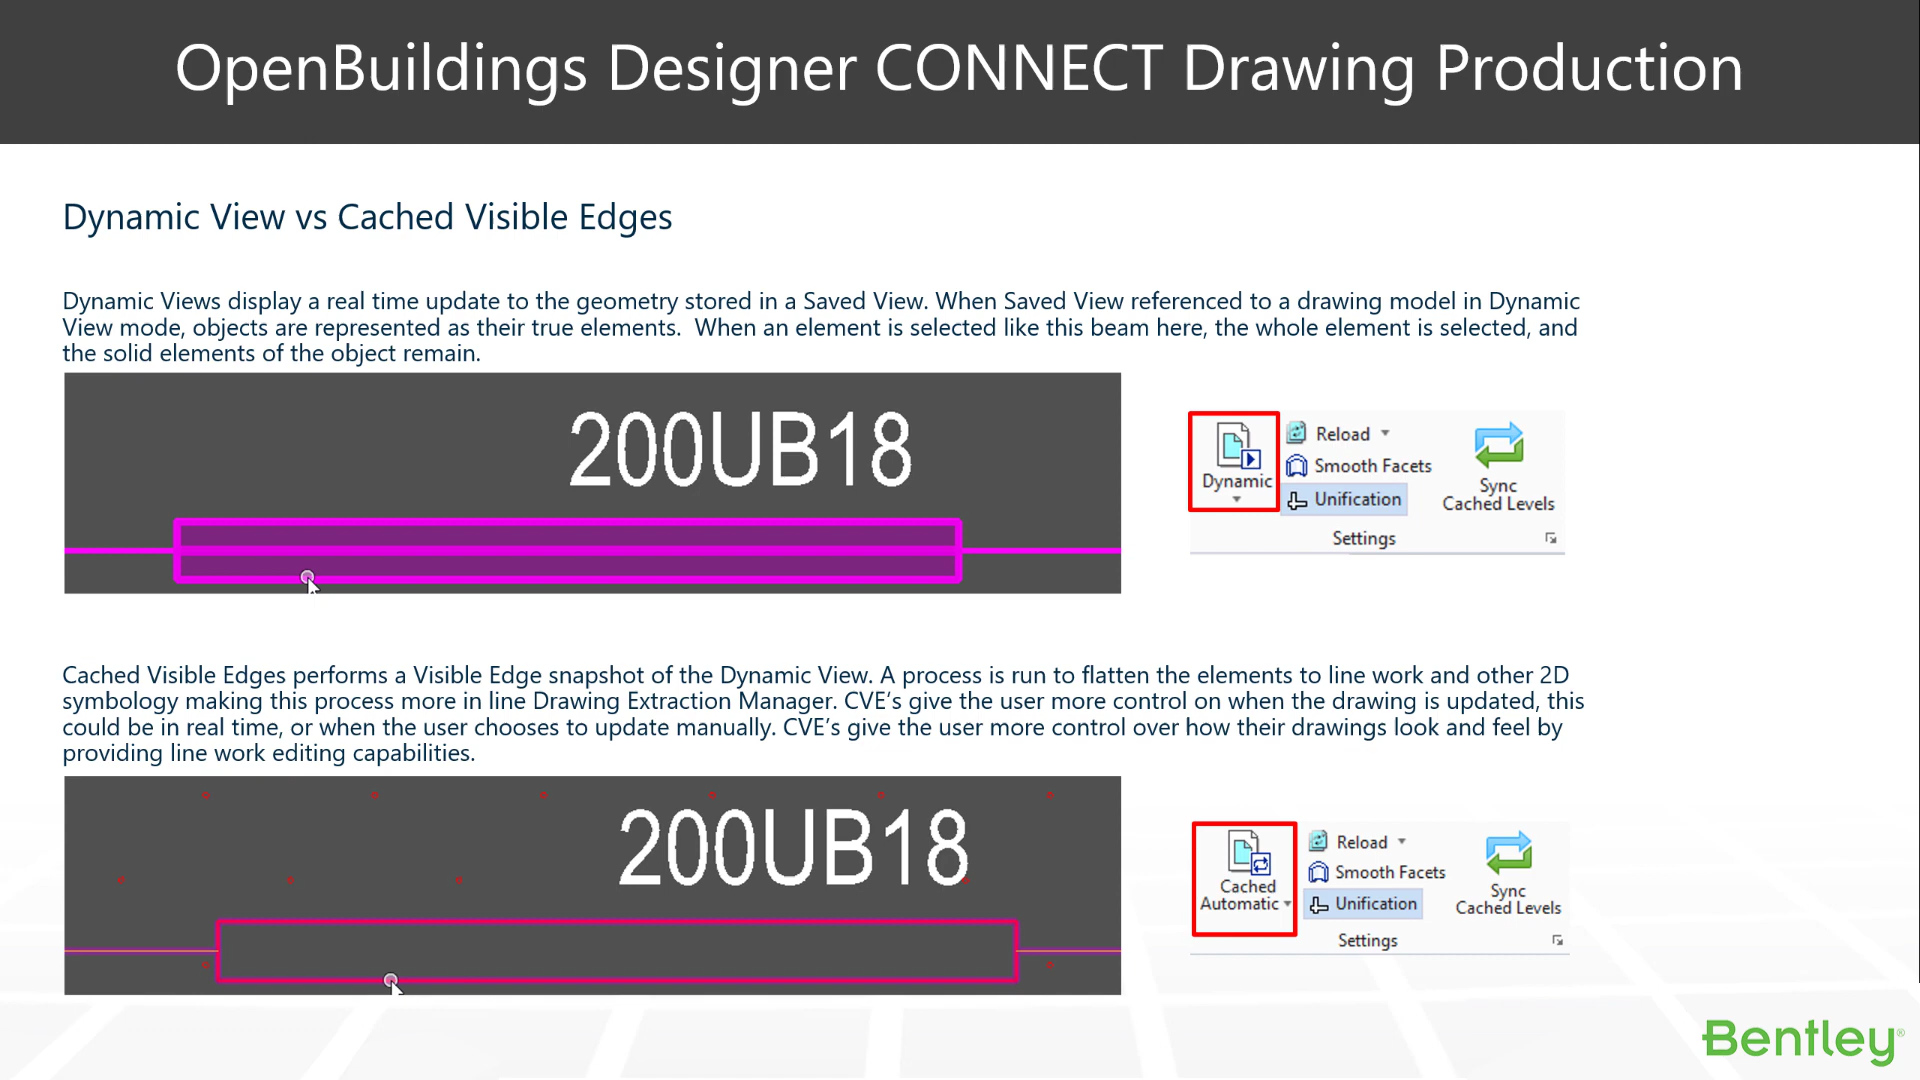 OpenBuildings Designer CONNECT Drawing Production
Dynamic View vs Cached Visible Edges
Dynamic Views display a real time update to the geometry stored in a Saved View. When Saved View referenced to a drawing model in Dynamic
View mode, objects are represented as their true elements.  When an element is selected like this beam here, the whole element is selected, and
the solid elements of the object remain.
200UB18
Dynamic
Reload
Smooth Facets
Unification
Sync
Cached Levels
Settings
Cached Visible Edges performs a Visible Edge snapshot of the Dynamic View. A process is run to flatten the elements to line work and other 2D
symbology making this process more in line Drawing Extraction Manager. CVE’s give the user more control on when the drawing is updated, this
could be in real time, or when the user chooses to update manually. CVE’s give the user more control over how their drawings look and feel by
providing line work editing capabilities.
200UB18
Cached
Automatic
Reload
Smooth Facets
Unification
Sync
Cached Levels
Settings
Bentley®